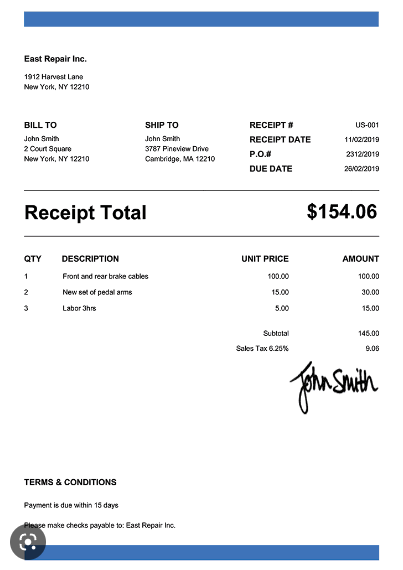 East Repair Inc.
1912 Harvest Lane
New York, NY 12210
BILL TO
John Smith
2 Court Square
New York, NY 12210
SHIP TO
John Smith
3787 Pineview Drive
Cambridge, MA 12210
RECEIPT # US-001
RECEIPT DATE 11/02/2019
P.O.# 2312/2019
DUE DATE 26/02/2019
Receipt Total $154.06
QTY DESCRIPTION UNIT PRICE AMOUNT
1 Front and rear brake cables 100.00 100.00
2 New set of pedal arms 15.00 30.00
3 Labor 3hrs 5.00 15.00
Subtotal 145.00
Sales Tax 6.25% 9.06
John Smith
TERMS & CONDITIONS
Payment is due within 15 days
Please make checks payable to: East Repair Inc.